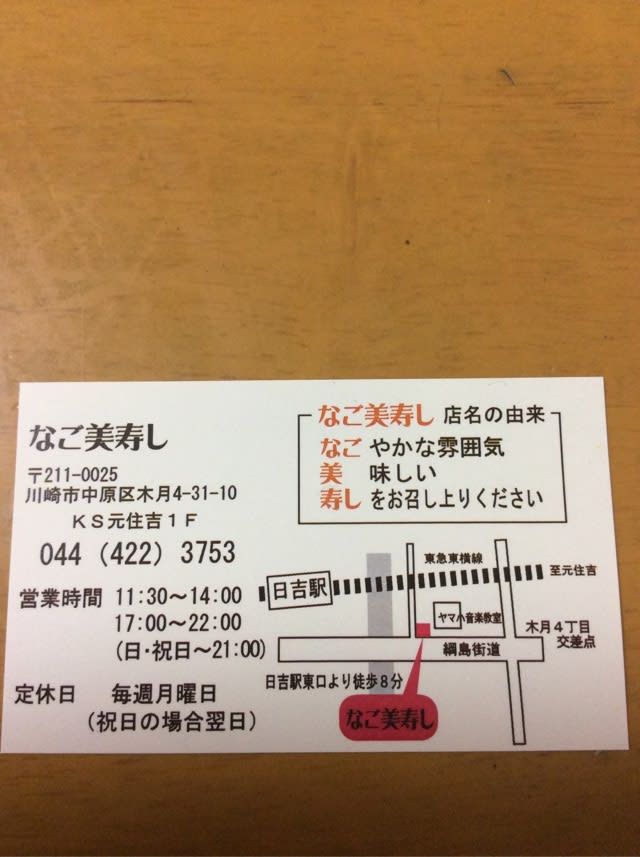 なご美寿し
〒211-0025
川崎市中原区木月4-31-10
KS元住吉1F
044 (422) 3753
営業時間 11:30～14:00
17:00～22:00
(日・祝日～21:00)
定休日 毎週月曜日
(祝日の場合翌日)
なご美寿し 店名の由来
なご やかな雰囲気
美 味しい
寿し をお召し上りください
東急東横線
至元住吉
日吉駅
ヤマハ音楽教室
木月4丁目
交差点
綱島街道
日吉駅東口より徒歩8分
なご美寿し